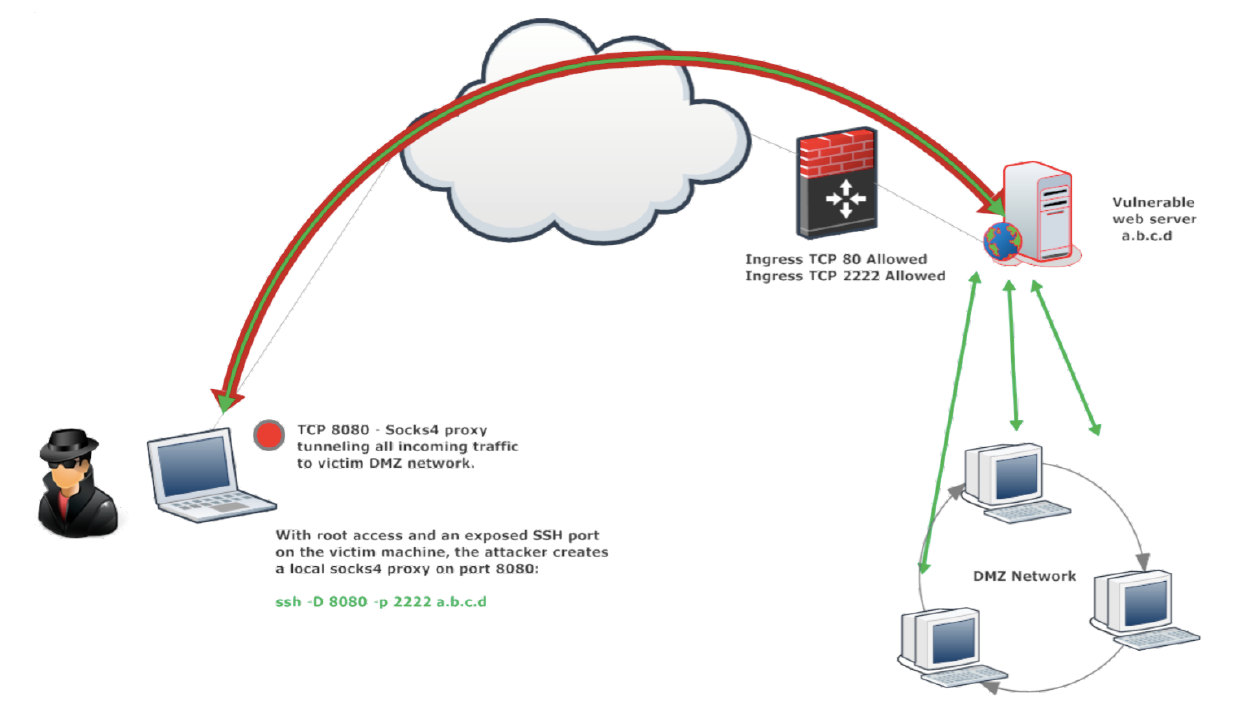 Vulnerable
web server
a.b.c.d
Ingress TCP 80 Allowed
Ingress TCP 2222 Allowed
TCP 8080 - Socks4 proxy
tunneling all incoming traffic
to victim DMZ network.
With root access and an exposed SSH port
on the victim machine, the attacker creates
a local socks4 proxy on port 8080:
ssh -D 8080 -p 2222 a.b.c.d
DMZ Network